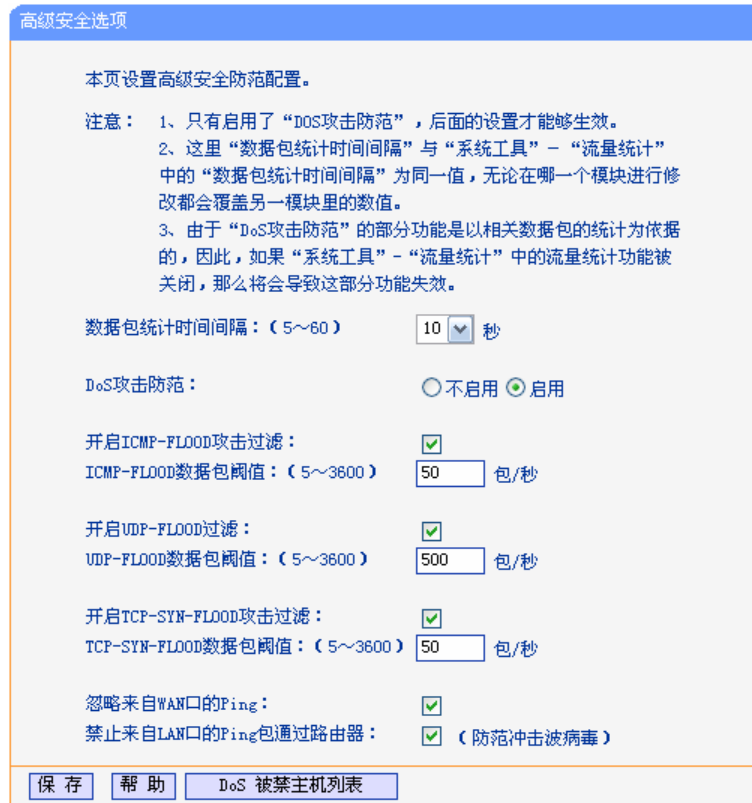 高级安全选项
本页设置高级安全防范配置。
注意： 1、只有启用了“DOS攻击防范”，后面的设置才能够生效。
2、这里“数据包统计时间间隔”与“系统工具”-“流量统计”
中的“数据包统计时间间隔”为同一值，无论在哪一个模块进行修
改都会覆盖另一模块里的数值。
3、由于“DoS攻击防范”的部分功能是以相关数据包的统计为依据
的，因此，如果“系统工具”-“流量统计”中的流量统计功能被
关闭，那么将会导致这部分功能失效。
数据包统计时间间隔：（5～60） 10 秒
DoS攻击防范： 不启用 启用
开启ICMP-FLOOD攻击过滤：
ICMP-FLOOD数据包阈值：（5～3600） 50 包/秒
开启UDP-FLOOD过滤：
UDP-FLOOD数据包阈值：（5～3600） 500 包/秒
开启TCP-SYN-FLOOD攻击过滤：
TCP-SYN-FLOOD数据包阈值：（5～3600） 50 包/秒
忽略来自WAN口的Ping：
禁止来自LAN口的Ping包通过路由器： （防范冲击波病毒）
保 存 帮 助 DoS 被禁主机列表